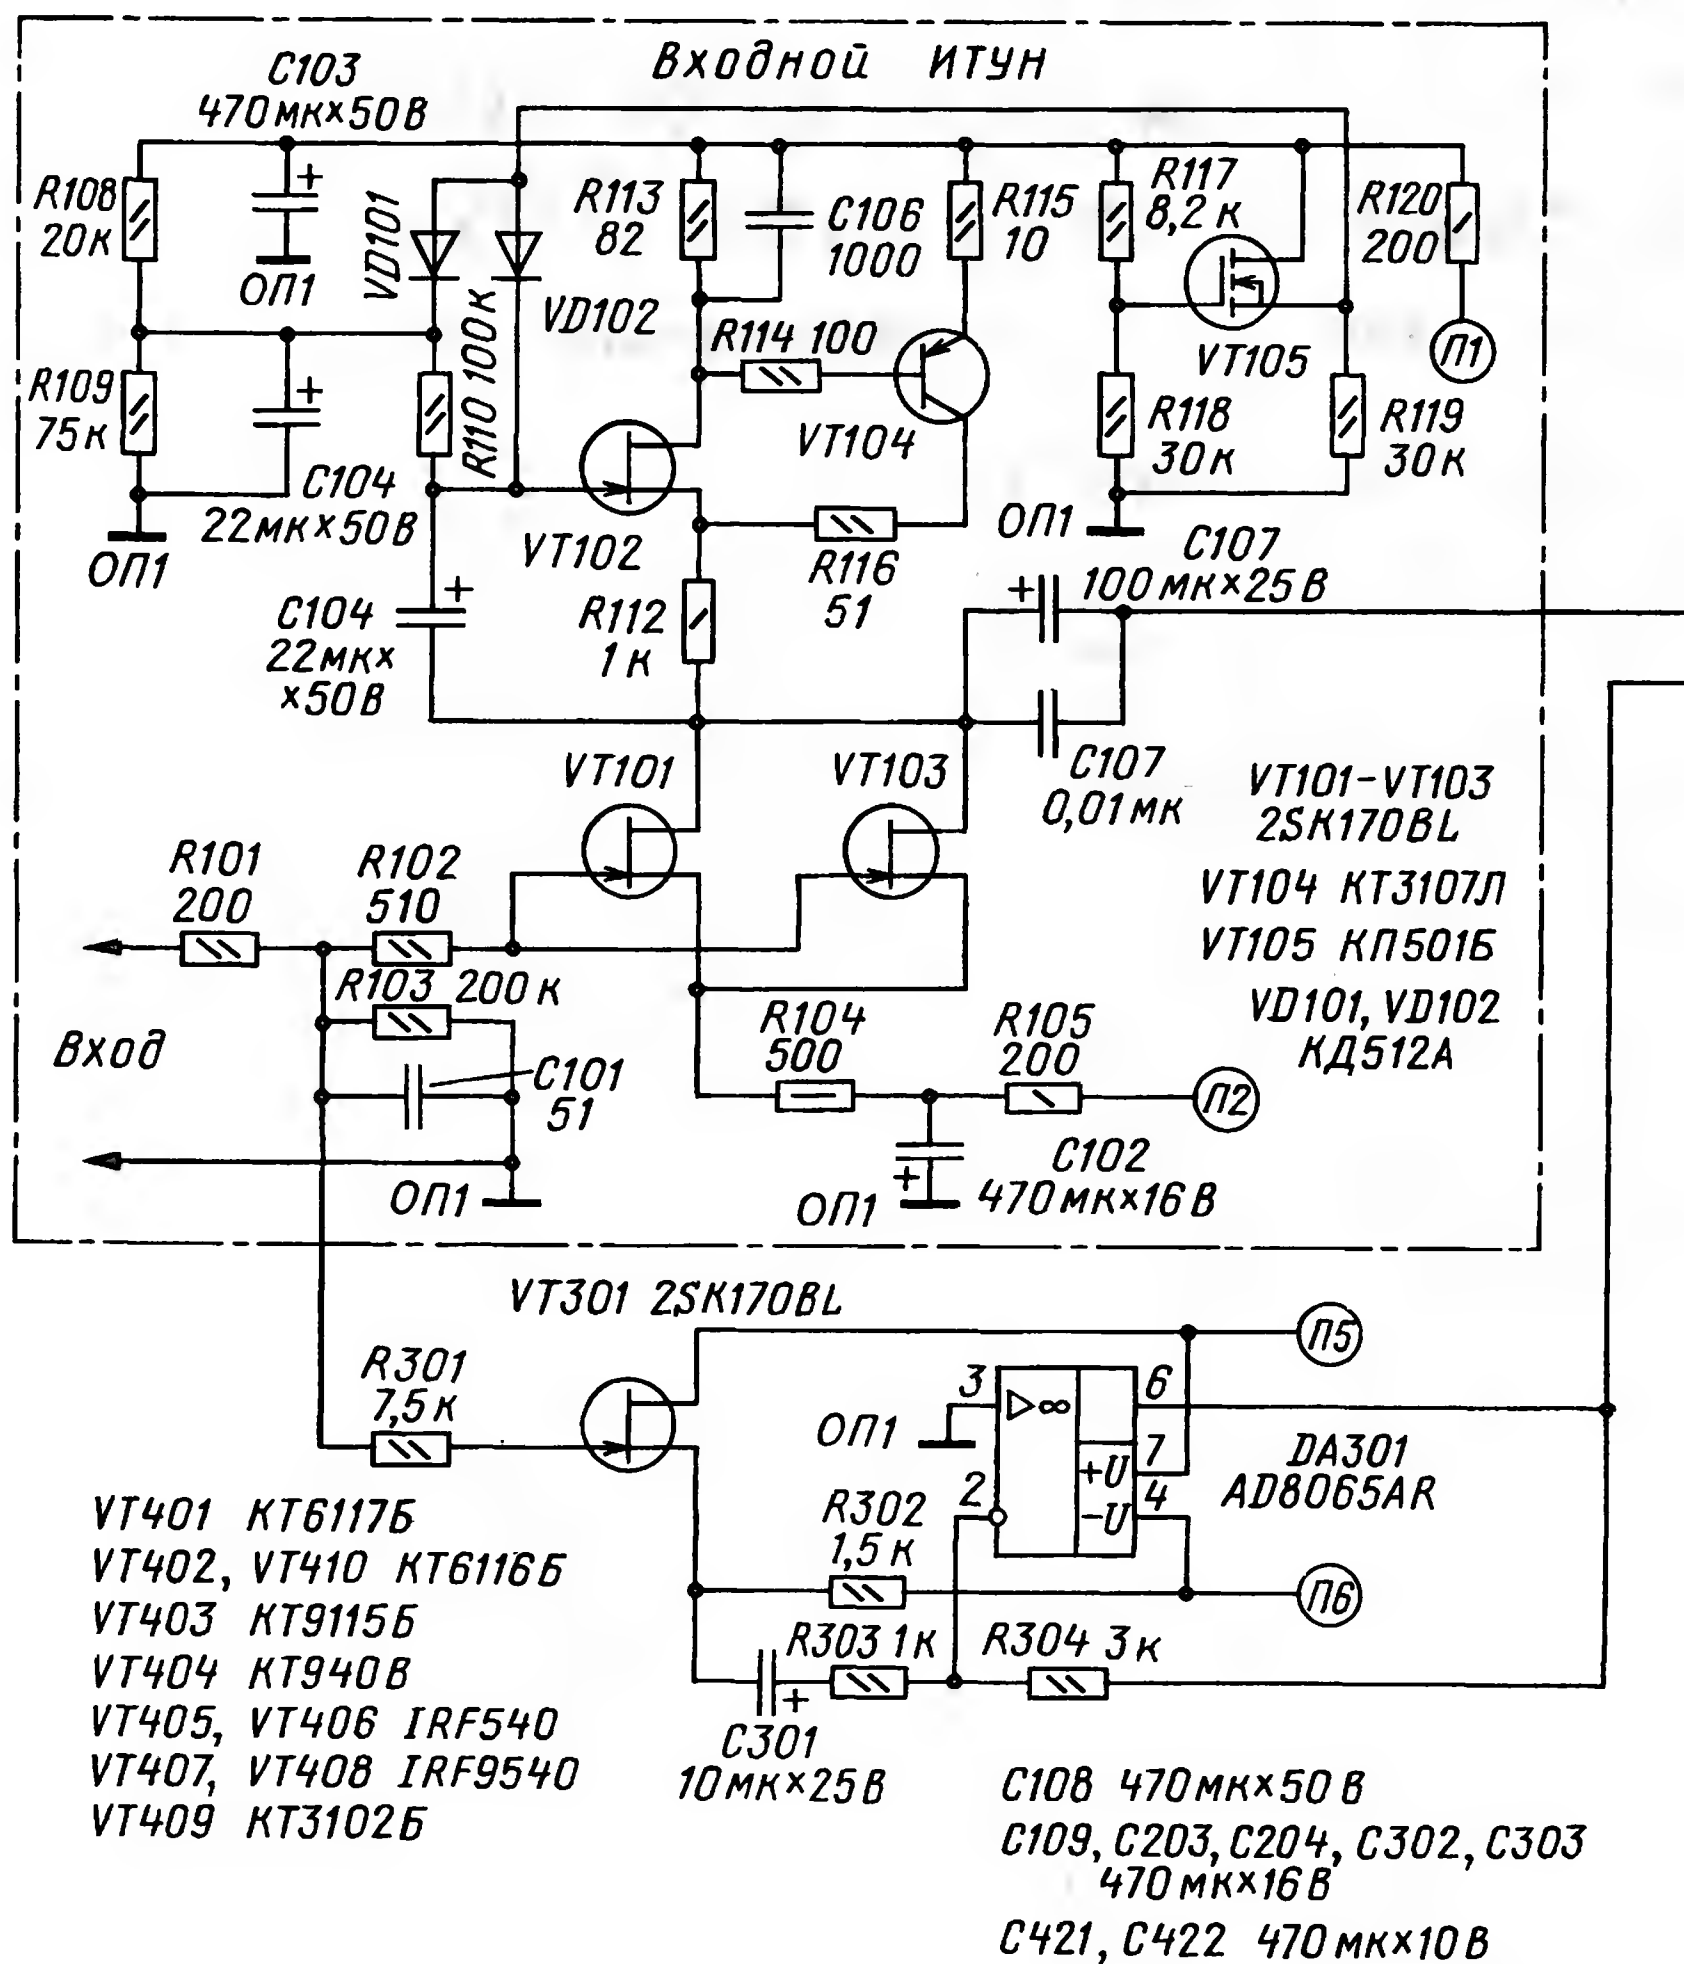 Входной ИТУН
C103
470мк×50В
R108
20к
ОП1
VD101
R113
82
C106
1000
R115
10
R117
8,2к
R120
200
VD102
R110 100к
R114 100
VT105
П1
R109
75к
VT104
R118
30к
R119
30к
C104
22мк×50В
ОП1
VT102
R116
51
ОП1
C107
100мк×25В
C104
22мк×
×50В
R112
1к
VT101
VT103
C107
0,01мк
VT101-VT103
2SK170BL
VT104 КТ3107Л
VT105 КП501Б
VD101, VD102
КД512А
R101
200
R102
510
R103 200к
Вход
C101
51
R104
500
R105
200
П2
ОП1
C102
470мк×16В
ОП1
VT301 2SK170BL
П5
R301
7,5к
3
▷∞
6
ОП1
+U
7
2
-U
4
DA301
AD8065AR
R302
1,5к
П6
R303 1к
R304 3к
C301
10мк×25В
VT401 КТ6117Б
VT402, VT410 КТ6116Б
VT403 КТ9115Б
VT404 КТ940В
VT405, VT406 IRF540
VT407, VT408 IRF9540
VT409 КТ3102Б
C108 470мк×50В
C109, C203, C204, C302, C303
470мк×16В
C421, C422 470мк×10В